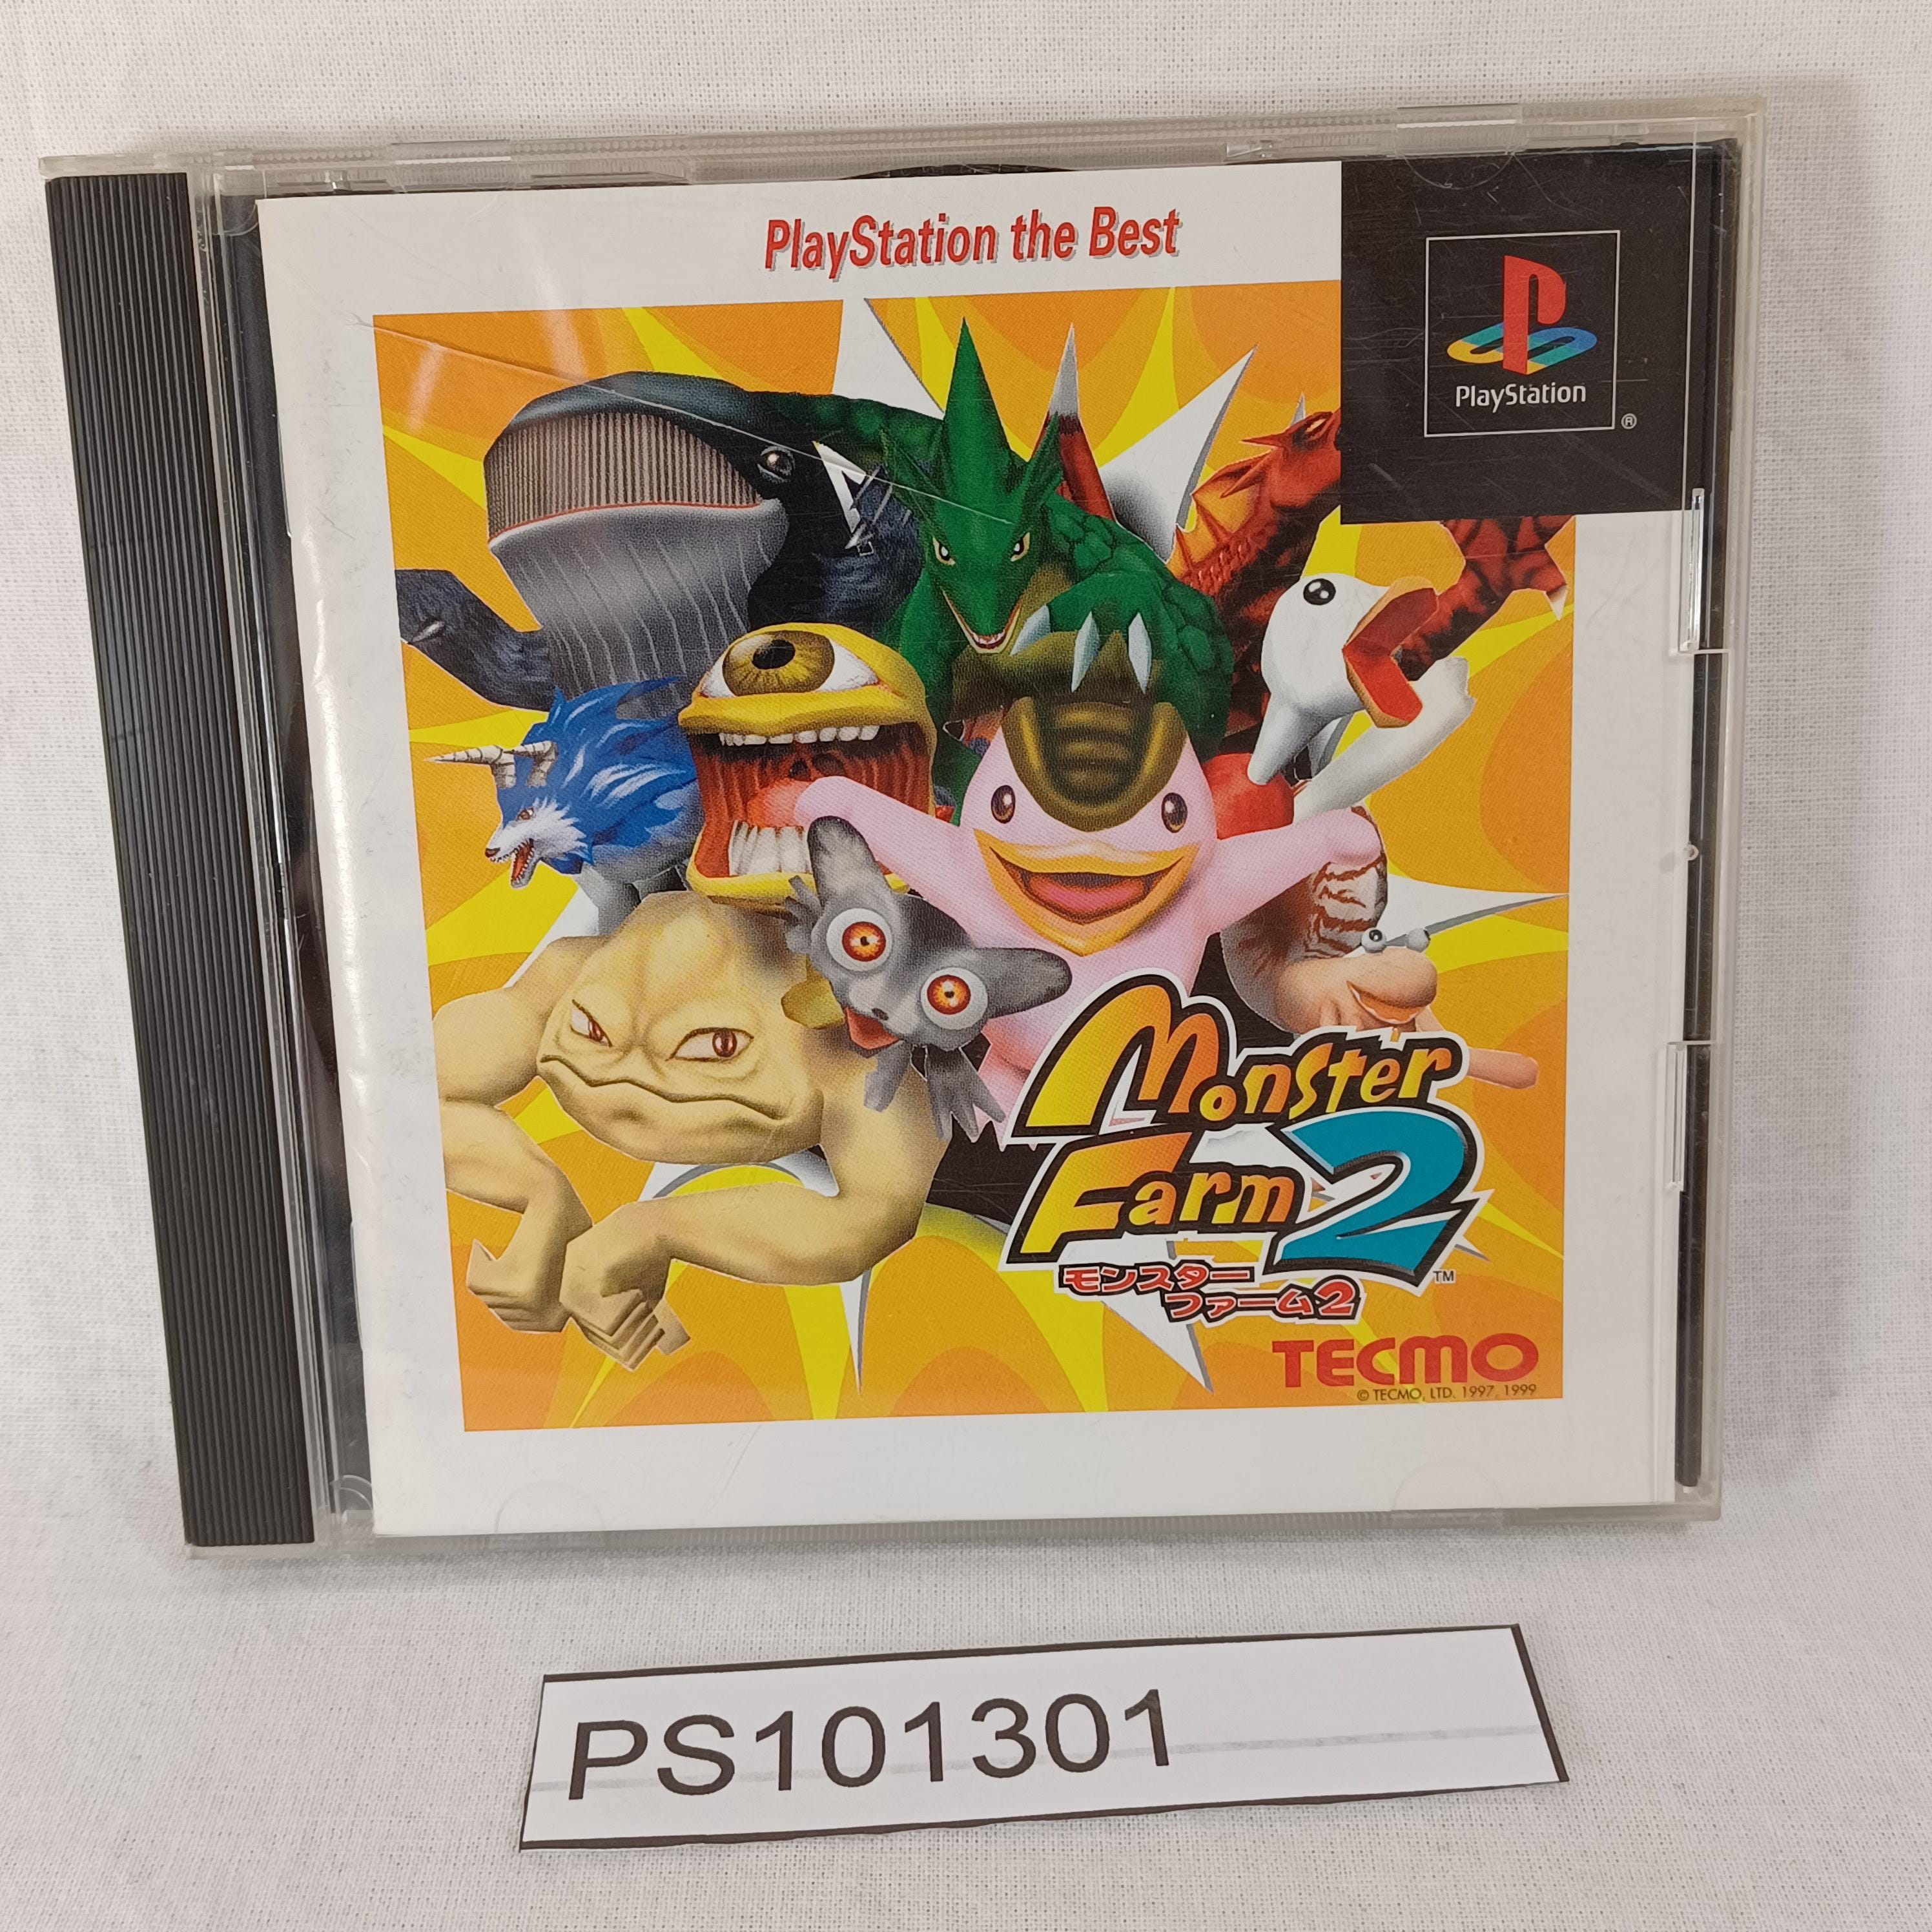 PlayStation the Best
PlayStation
®
Monster
Farm 2
TM
モンスター
ファーム2
TECMO
© TECMO, LTD. 1997, 1999
PS101301